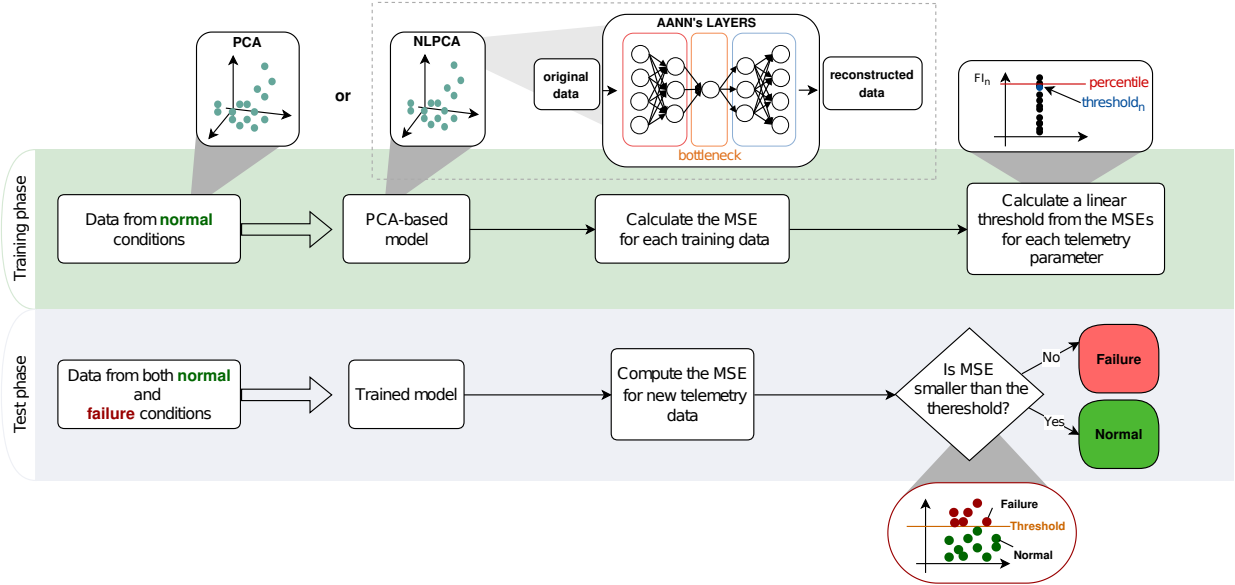 PCA
or
NLPCA
AANN's LAYERS
original
data
reconstructed
data
bottleneck
FIn
percentile
thresholdn
Training phase
Data from normal
conditions
PCA-based
model
Calculate the MSE
for each training data
Calculate a linear
threshold from the MSEs
for each telemetry
parameter
Test phase
Data from both normal
and
failure conditions
Trained model
Compute the MSE
for new telemetry
data
Is MSE
smaller than the
thereshold?
No
Failure
Yes
Normal
Failure
Threshold
Normal